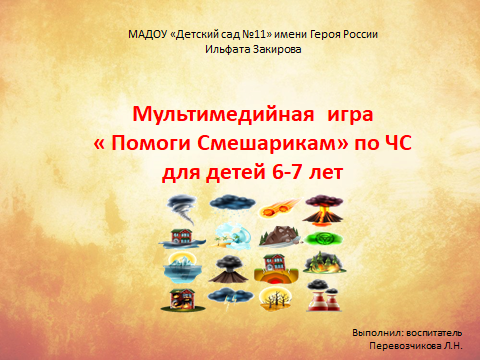 МАДОУ «Детский сад №11» имени Героя России
Ильфата Закирова
Мультимедийная игра
« Помоги Смешарикам» по ЧС
для детей 6-7 лет
Выполнил: воспитатель
Перевозчикова Л.Н.